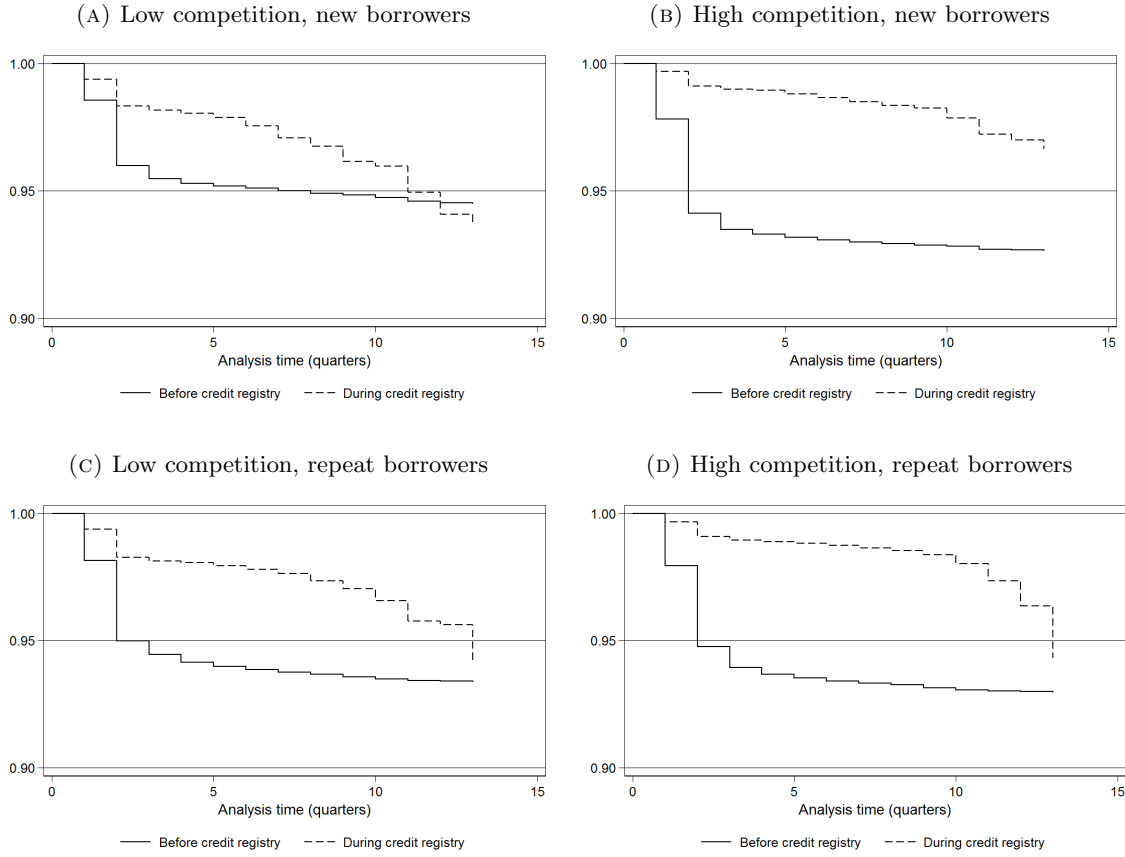 (A) Low competition, new borrowers
1.00
0.95
0.90
0 5 10 15
Analysis time (quarters)
Before credit registry During credit registry
(B) High competition, new borrowers
1.00
0.95
0.90
0 5 10 15
Analysis time (quarters)
Before credit registry During credit registry
(C) Low competition, repeat borrowers
1.00
0.95
0.90
0 5 10 15
Analysis time (quarters)
Before credit registry During credit registry
(D) High competition, repeat borrowers
1.00
0.95
0.90
0 5 10 15
Analysis time (quarters)
Before credit registry During credit registry